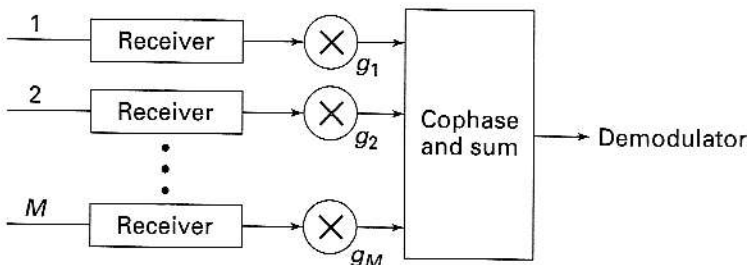 1 Receiver g1
2 Receiver g2
Cophase
and sum
Demodulator
M Receiver gM